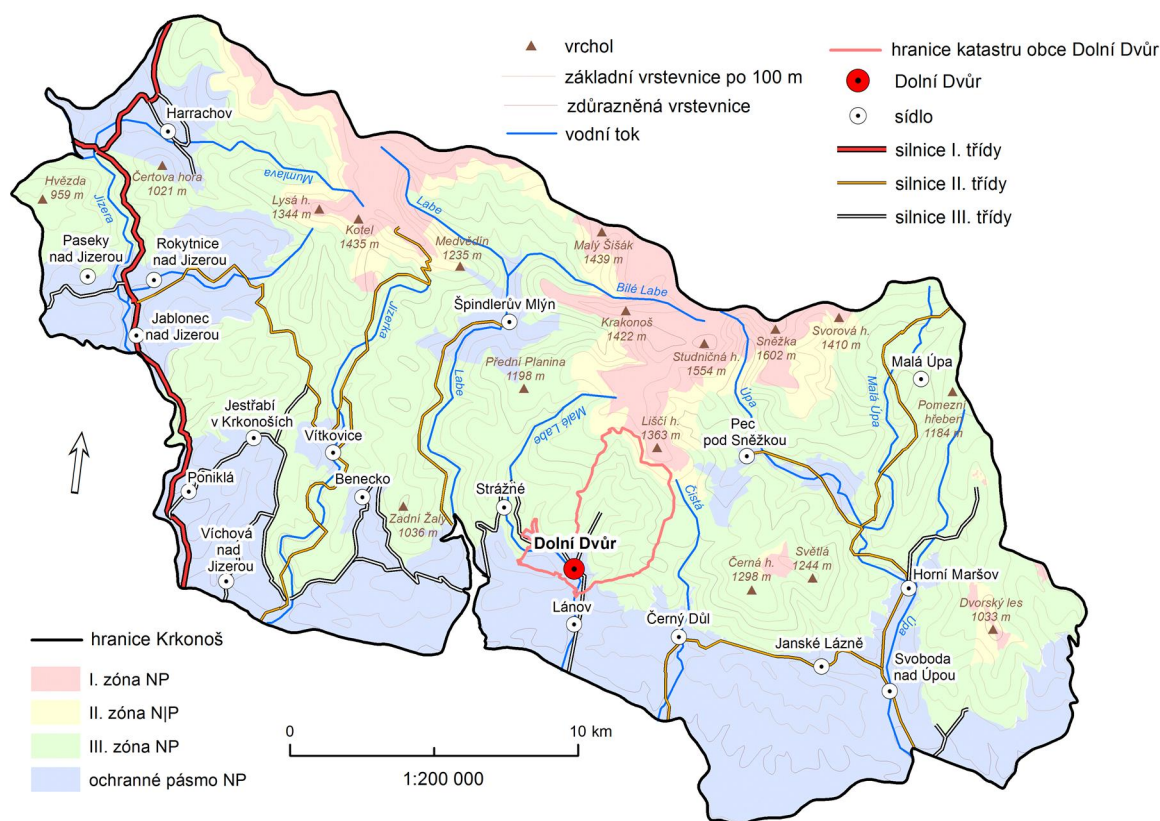 vrchol
základní vrstevnice po 100 m
zdůrazněná vrstevnice
vodní tok
hranice katastru obce Dolní Dvůr
Dolní Dvůr
sídlo
silnice I. třídy
silnice II. třídy
silnice III. třídy
Harrachov
Hvězda
959 m
Čertova hora
1021 m
Mumlava
Jizera
Lysá h.
1344 m
Kotel
1435 m
Labe
Medvědín
1235 m
Malý Šišák
1439 m
Paseky
nad Jizerou
Rokytnice
nad Jizerou
Jablonec
nad Jizerou
Jizerka
Špindlerův Mlýn
Bílé Labe
Krakonoš
1422 m
Studničná h.
1554 m
Sněžka
1602 m
Svorová h.
1410 m
Malá Úpa
Malá Úpa
Pomezní
hřeben
1184 m
Přední Planina
1198 m
Labe
Úpa
Malé Labe
Liščí h.
1363 m
Pec
pod Sněžkou
Jestřabí
v Krkonoších
Vítkovice
Poniklá
Benecko
Zadní Žalý
1036 m
Strážné
Čistá
Víchová
nad
Jizerou
Dolní Dvůr
Lánov
Černá h.
1298 m
Světlá
1244 m
Horní Maršov
Dvorský les
1033 m
Úpa
Černý Důl
Janské Lázně
Svoboda
nad Úpou
hranice Krkonoš
I. zóna NP
II. zóna N|P
III. zóna NP
ochranné pásmo NP
0
10 km
1:200 000